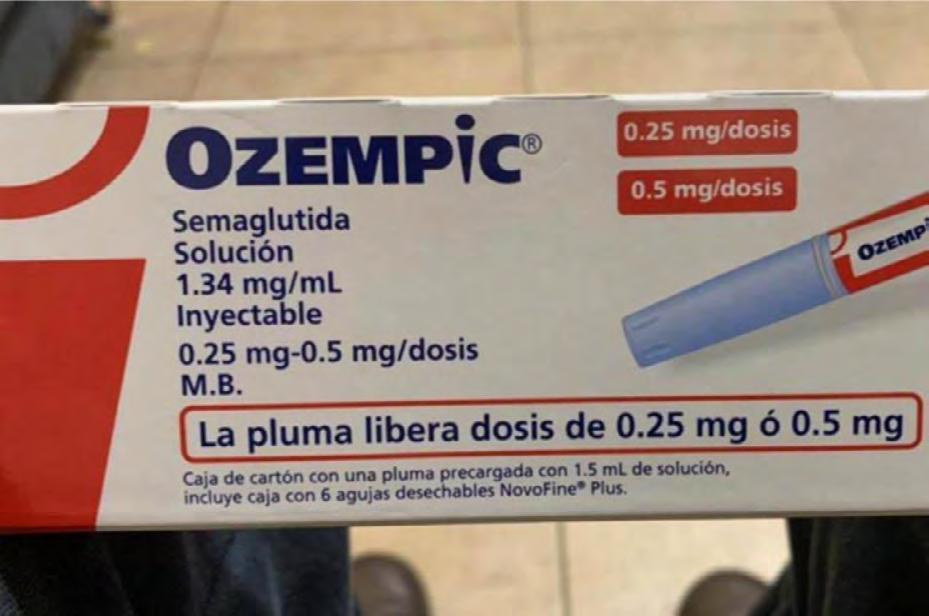 OZEMPIC®
0.25 mg/dosis
0.5 mg/dosis
Semaglutida
Solución
1.34 mg/mL
Inyectable
0.25 mg-0.5 mg/dosis
M.B.
OZEMP
La pluma libera dosis de 0.25 mg ó 0.5 mg
Caja de cartón con una pluma precargada con 1.5 mL de solución,
incluye caja con 6 agujas desechables NovoFine® Plus.